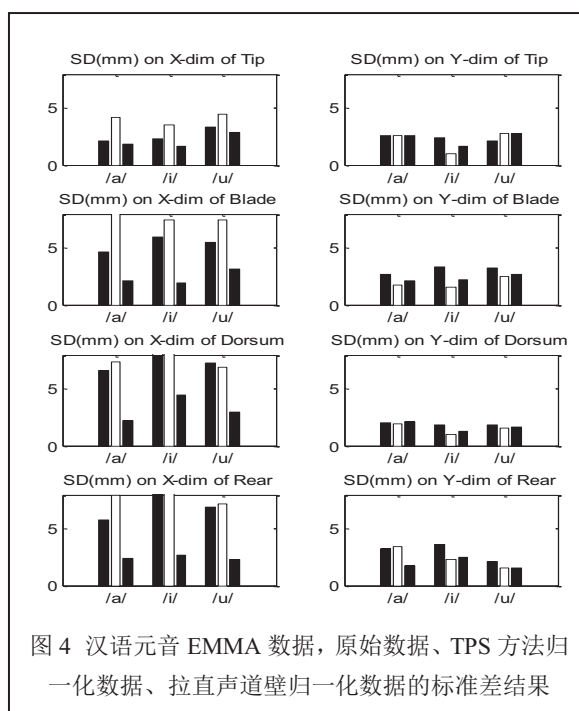 SD(mm) on X-dim of Tip
SD(mm) on Y-dim of Tip
5
0
/a/ /i/ /u/
5
0
/a/ /i/ /u/
SD(mm) on X-dim of Blade
SD(mm) on Y-dim of Blade
5
0
/a/ /i/ /u/
5
0
/a/ /i/ /u/
SD(mm) on X-dim of Dorsum
SD(mm) on Y-dim of Dorsum
5
0
/a/ /i/ /u/
5
0
/a/ /i/ /u/
SD(mm) on X-dim of Rear
SD(mm) on Y-dim of Rear
5
0
/a/ /i/ /u/
5
0
/a/ /i/ /u/
图 4 汉语元音 EMMA 数据，原始数据、TPS 方法归
一化数据、拉直声道壁归一化数据的标准差结果